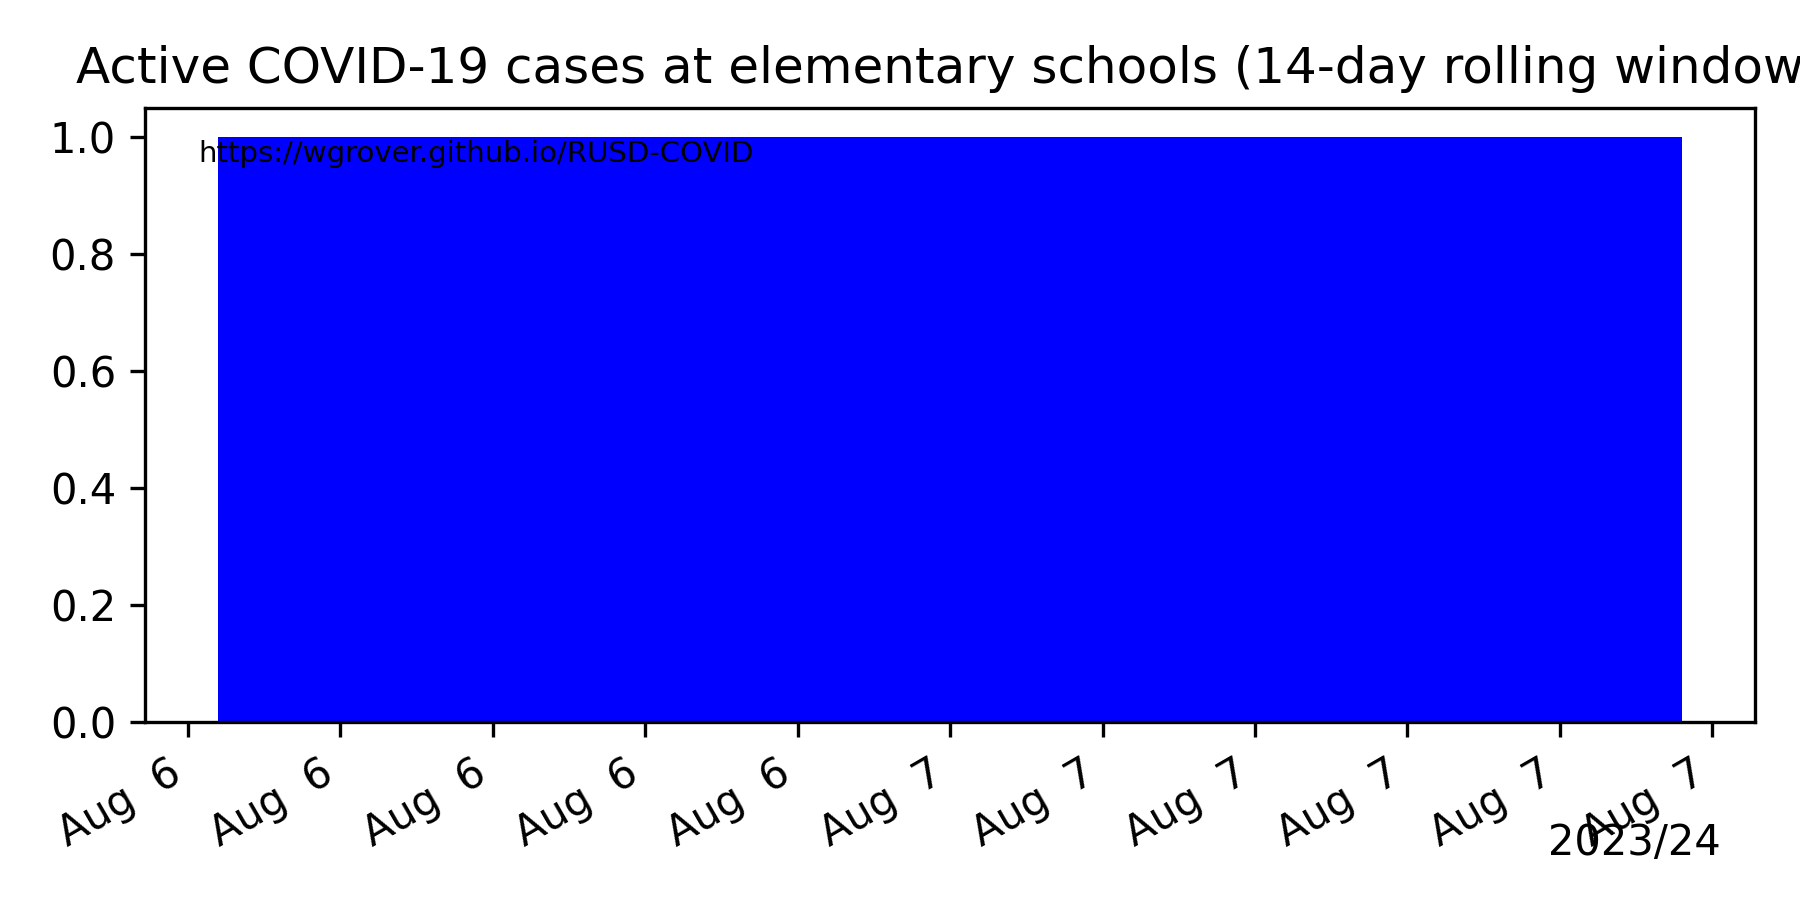 Active COVID-19 cases at elementary schools (14-day rolling window
1.0
https://wgrover.github.io/RUSD-COVID
0.8
0.6
0.4
0.2
0.0
Aug 6 Aug 6 Aug 6 Aug 6 Aug 6 Aug 7 Aug 7 Aug 7 Aug 7 Aug 7 Aug 7
2023/24